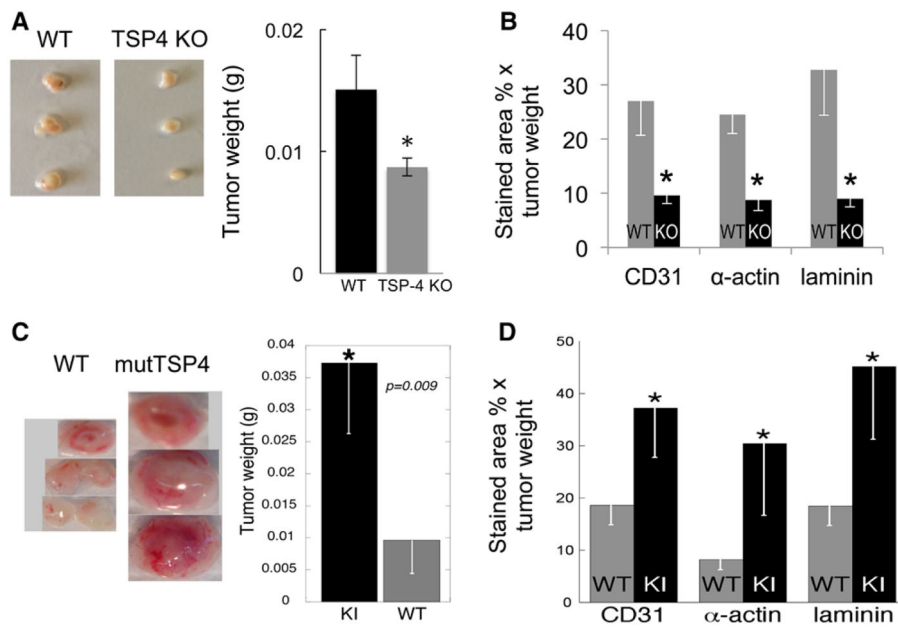 A
WT
TSP4 KO
Tumor weight (g)
0.02
0.01
0
*
WT
TSP-4 KO
B
Stained area % x
tumor weight
40
30
20
10
0
*
*
*
WT
KO
WT
KO
WT
KO
CD31
α-actin
laminin
C
WT
mutTSP4
Tumor weight (g)
0.04
0.035
0.03
0.025
0.02
0.015
0.01
0.005
0
*
p=0.009
KI
WT
D
Stained area % x
tumor weight
50
40
30
20
10
0
*
*
*
WT
KI
WT
KI
WT
KI
CD31
α-actin
laminin